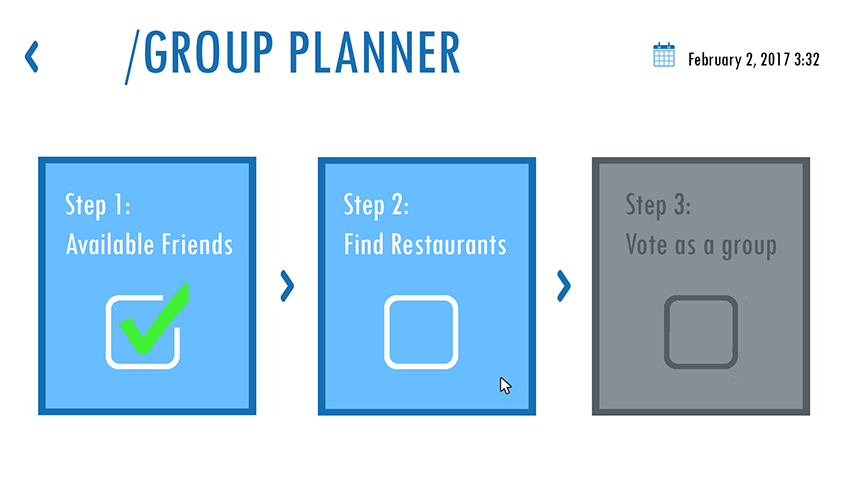 /GROUP PLANNER
February 2, 2017 3:32
Step 1:
Available Friends
Step 2:
Find Restaurants
Step 3:
Vote as a group